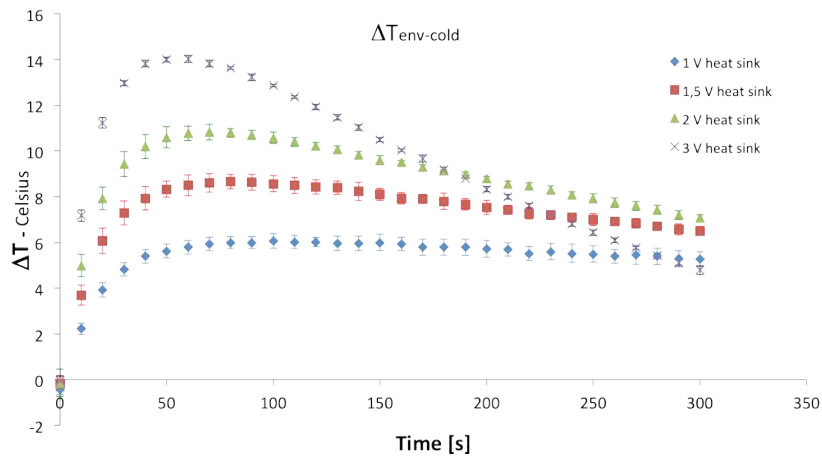 ΔTenv-cold
16
14
12
10
8
6
4
2
0
-2
ΔT - Celsius
0 50 100 150 200 250 300 350
Time [s]
1 V heat sink
1,5 V heat sink
2 V heat sink
3 V heat sink